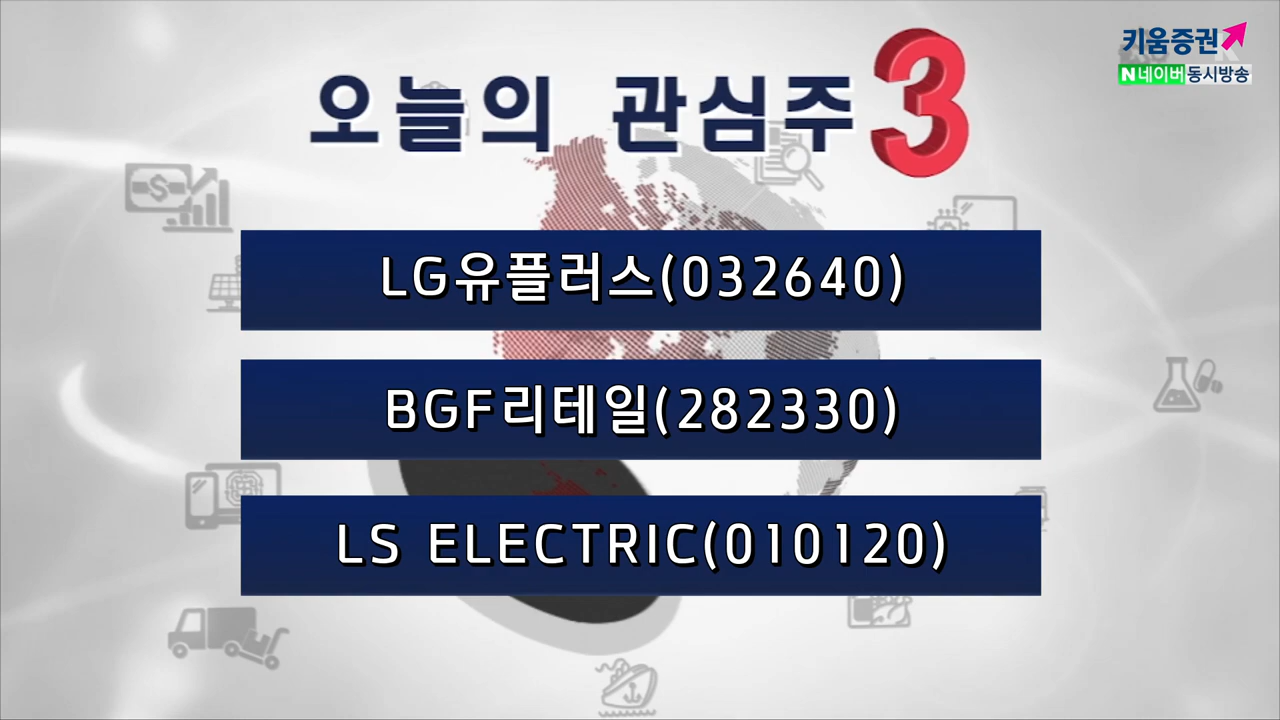 키움증권
N 네이버 동시방송
오늘의 관심주 3
LG유플러스(032640)
BGF리테일(282330)
LS ELECTRIC(010120)